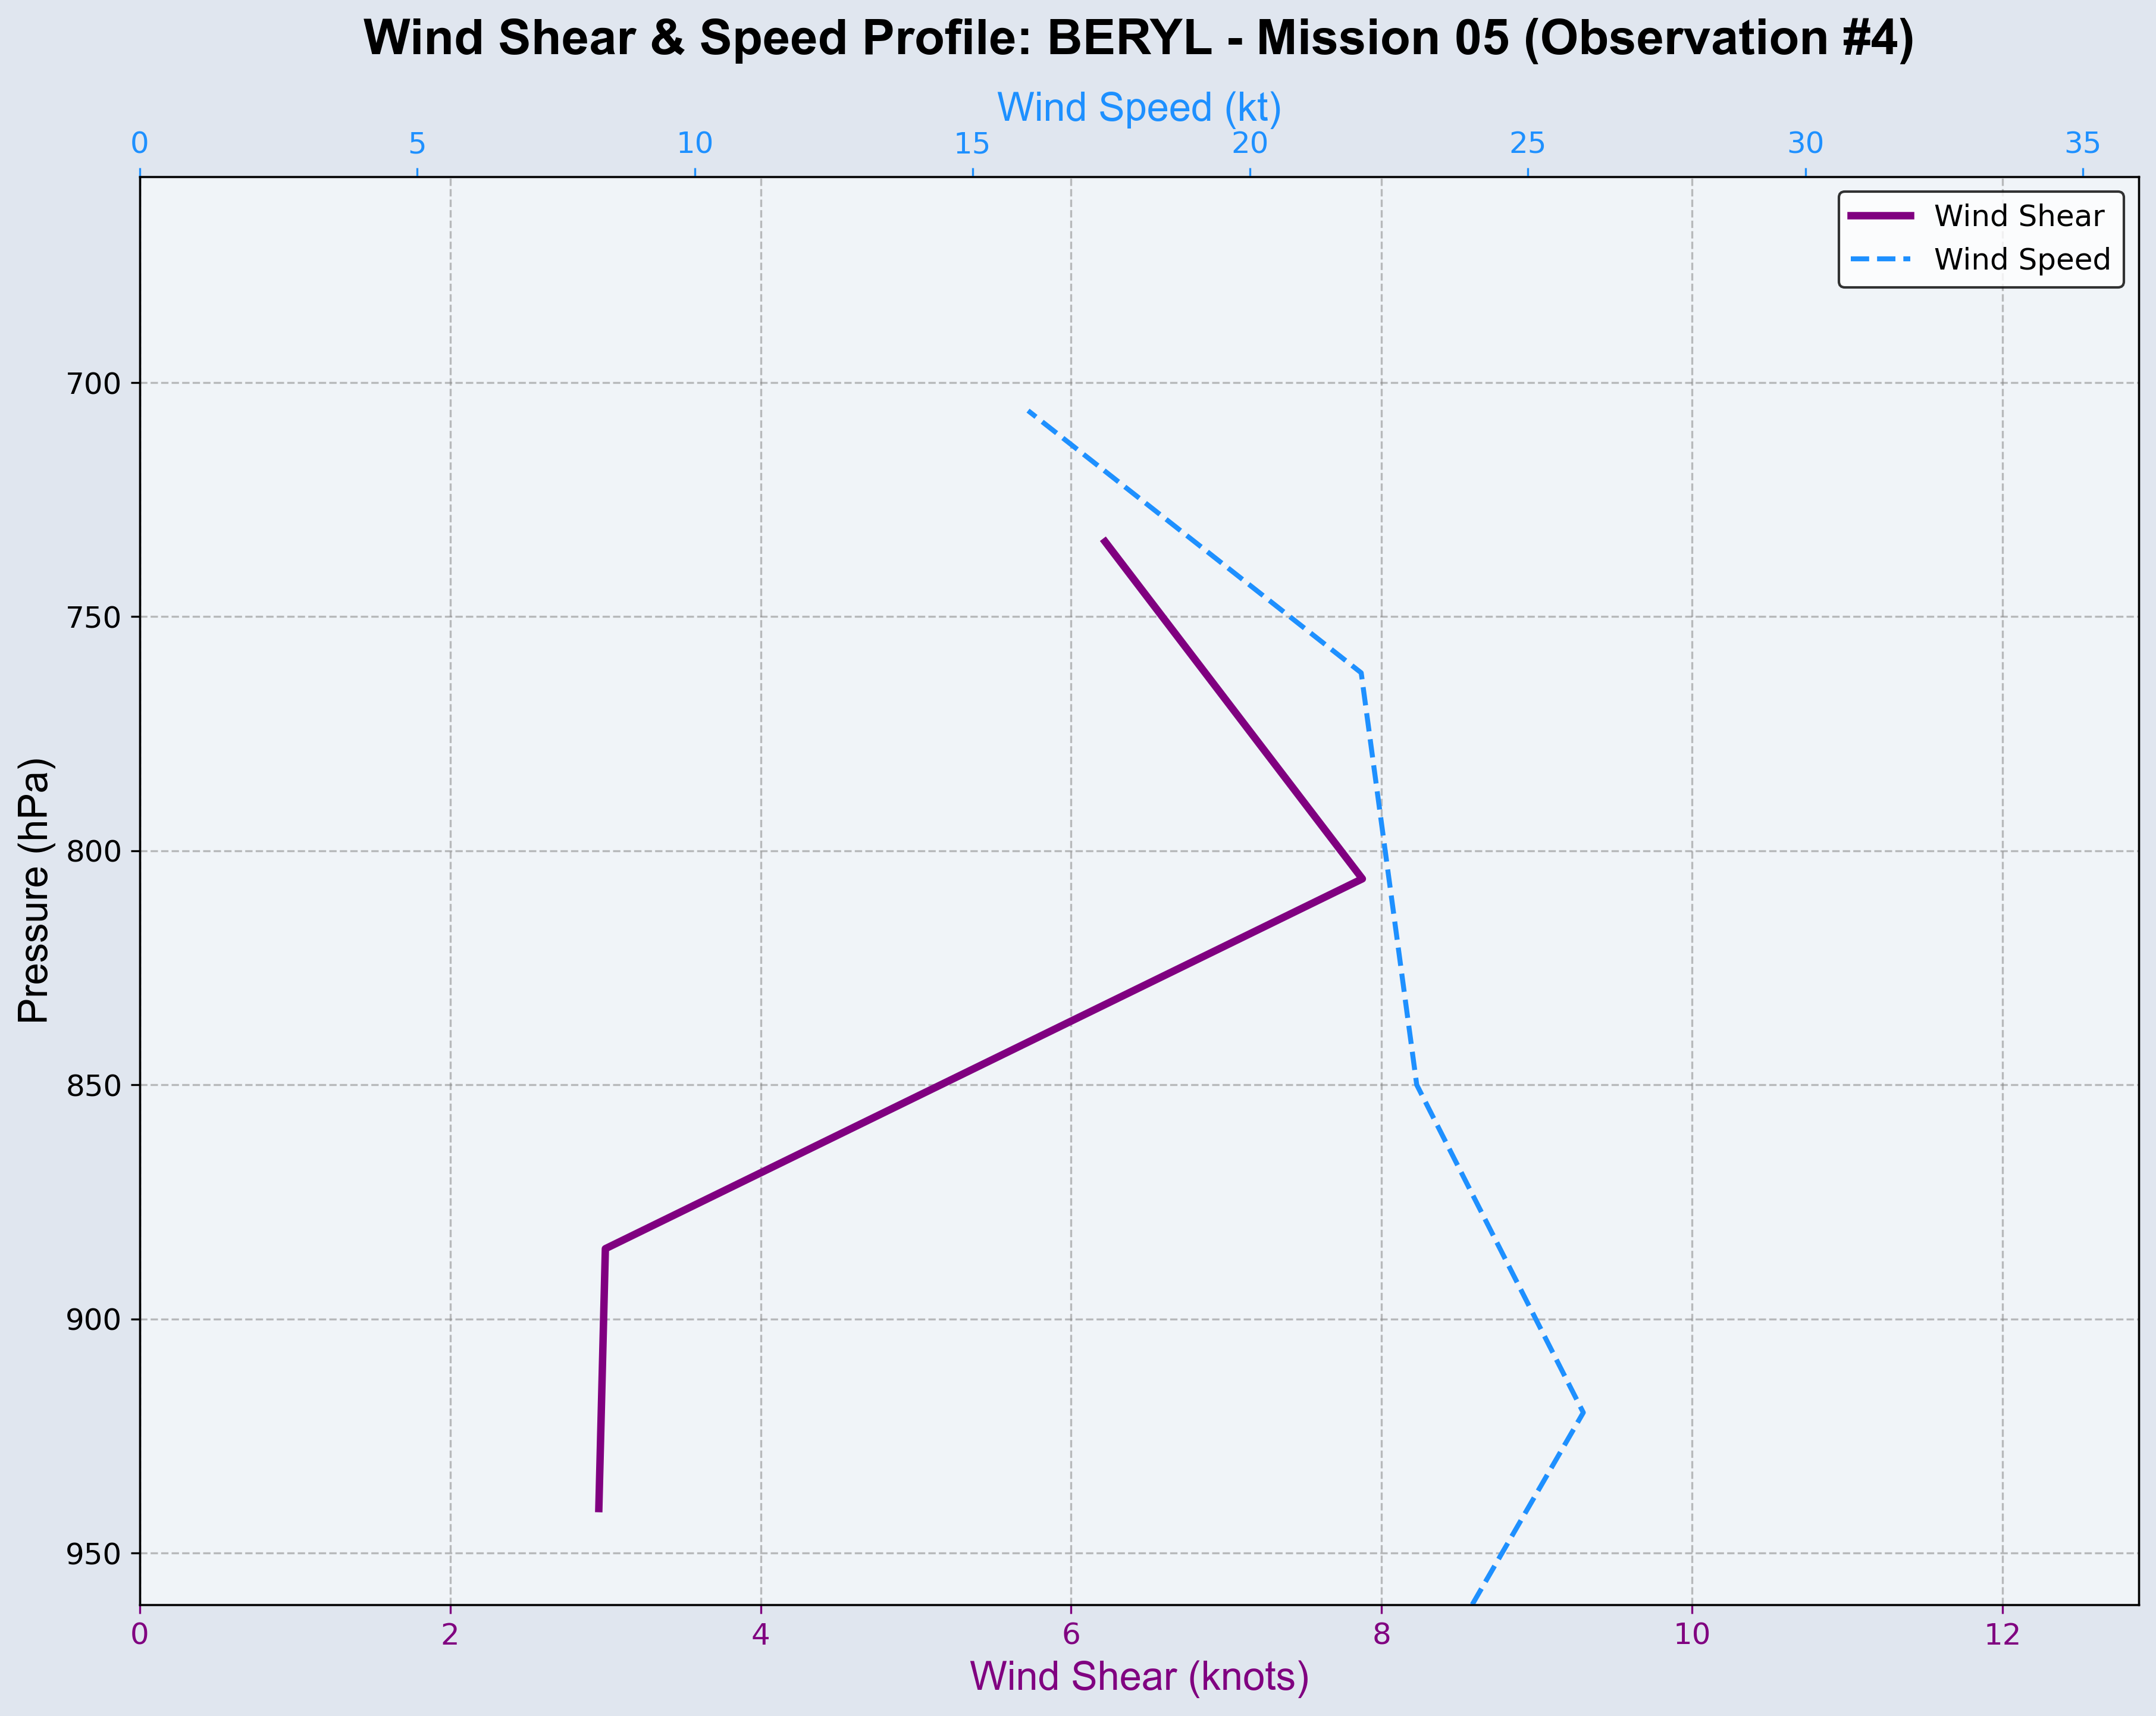 Wind Shear & Speed Profile: BERYL - Mission 05 (Observation #4)
Wind Speed (kt)
0 5 10 15 20 25 30 35
Wind Shear
Wind Speed
Pressure (hPa)
700
750
800
850
900
950
0 2 4 6 8 10 12
Wind Shear (knots)